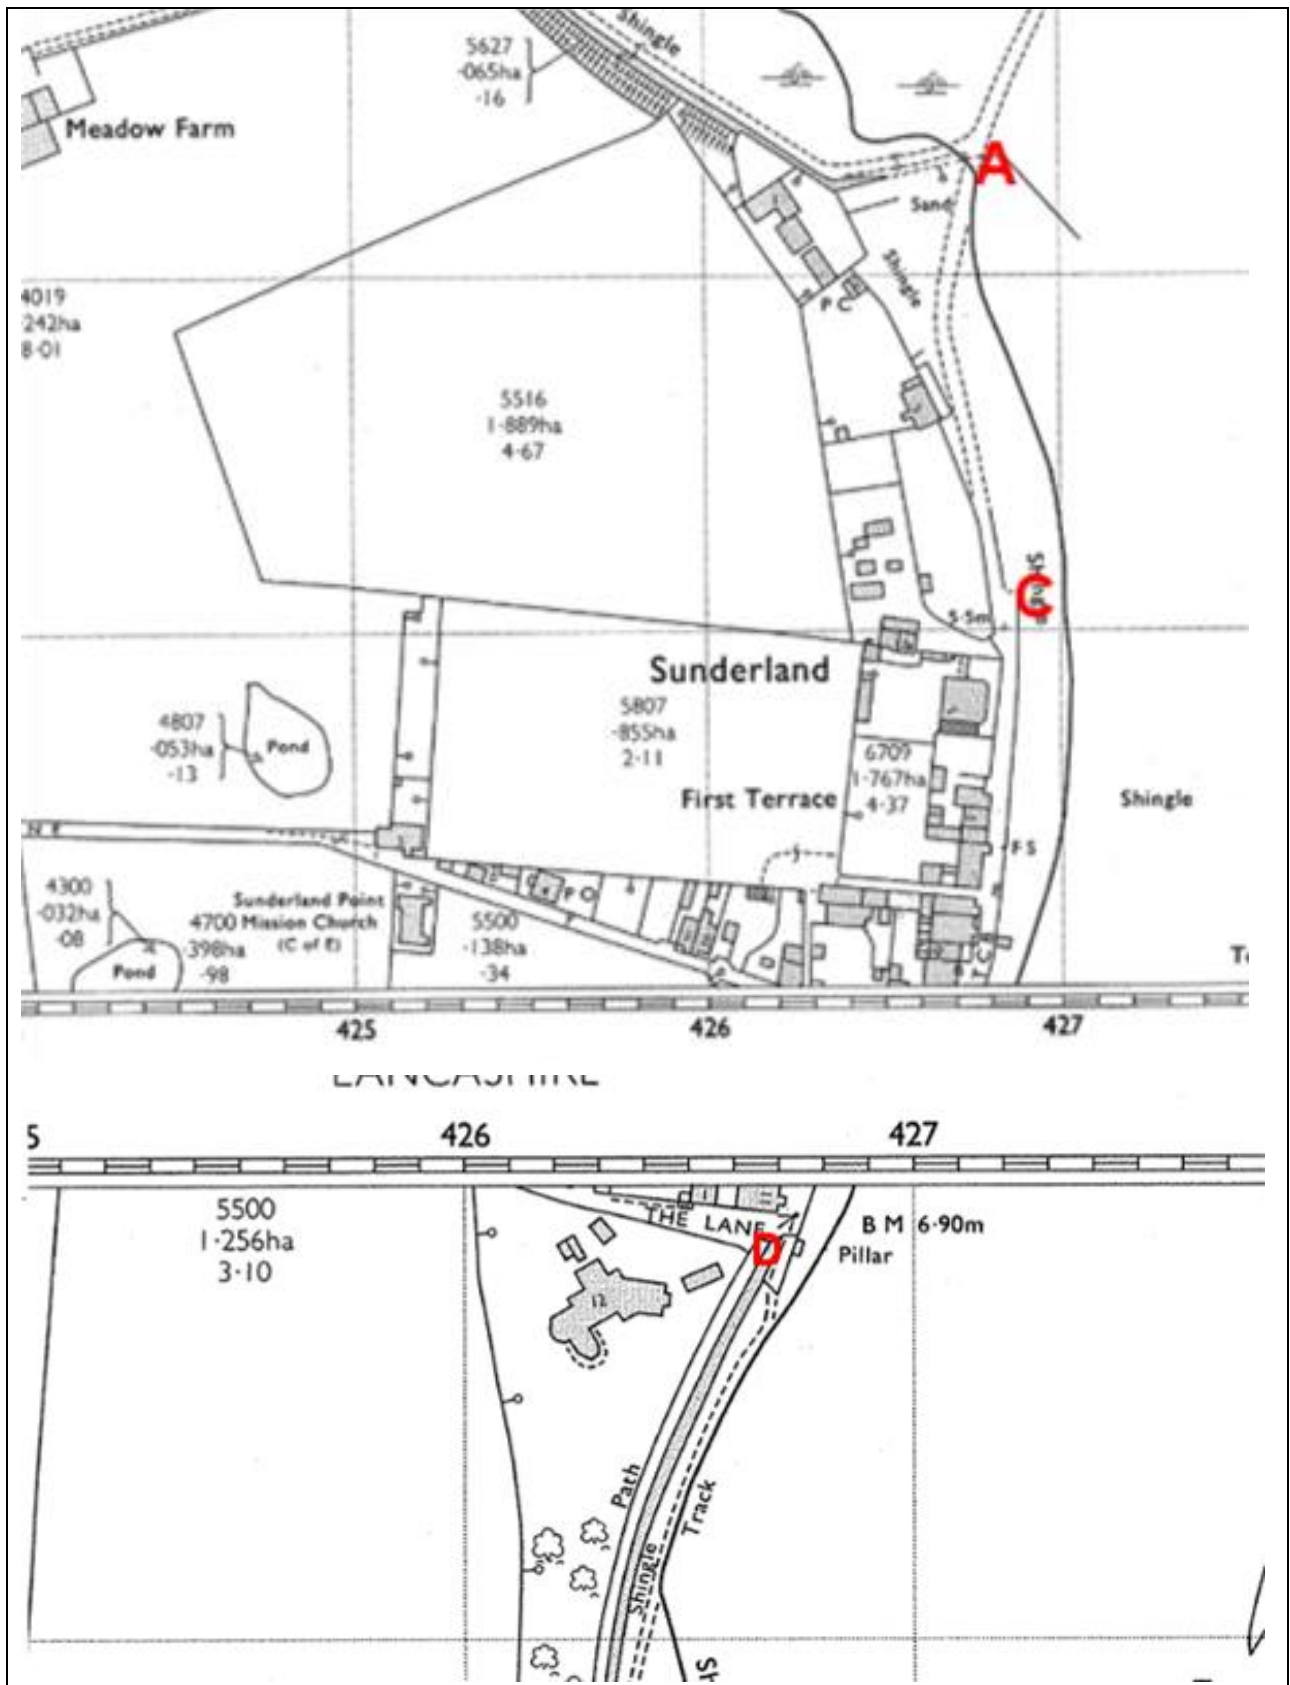 Shingle
5627
·065ha
·16
Meadow Farm
A
Sand
Shingle
P C
4019
242ha
8·01
5516
1·889ha
4·67
C
5·5m
Sunderland
5807
·855ha
2·11
4807
·053ha
·13
Pond
6709
1·767ha
4·37
First Terrace
Shingle
N E
F S
4300
·032ha
·08
Pond
Sunderland Point
4700 Mission Church
·398ha (C of E)
·98
P O
5500
·138ha
·34
T C B
425
426
427
LANCASHIRE
5
426
427
5500
1·256ha
3·10
THE LANE
11
B M 6·90m
Pillar
D
12
Path
Shingle
Track